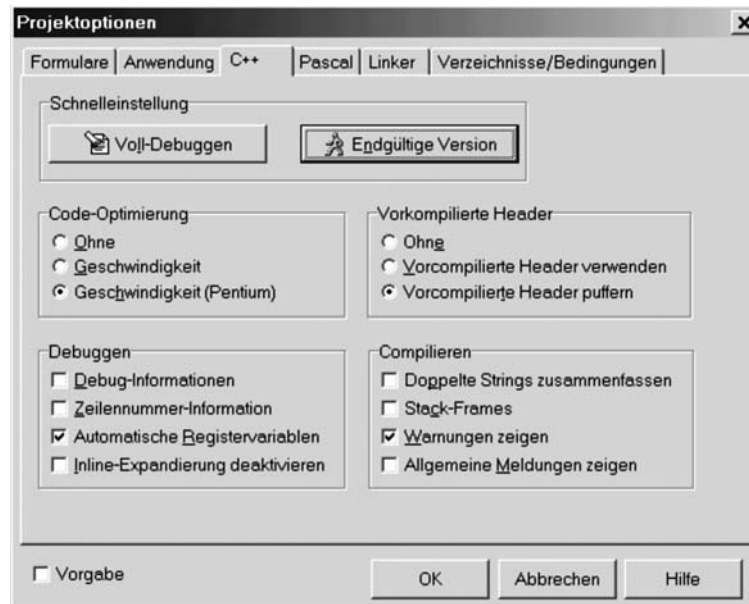 Projektoptionen
Formulare Anwendung C++ Pascal Linker Verzeichnisse/Bedingungen
Schnelleinstellung
Voll-Debuggen Endgültige Version
Code-Optimierung
Ohne
Geschwindigkeit
Geschwindigkeit (Pentium)
Vorkompilierte Header
Ohne
Vorcompilierte Header verwenden
Vorcompilierte Header puffern
Debuggen
Debug-Informationen
Zeilennummer-Information
Automatische Registervariablen
Inline-Expandierung deaktivieren
Compilieren
Doppelte Strings zusammenfassen
Stack-Frames
Warnungen zeigen
Allgemeine Meldungen zeigen
Vorgabe
OK Abbrechen Hilfe